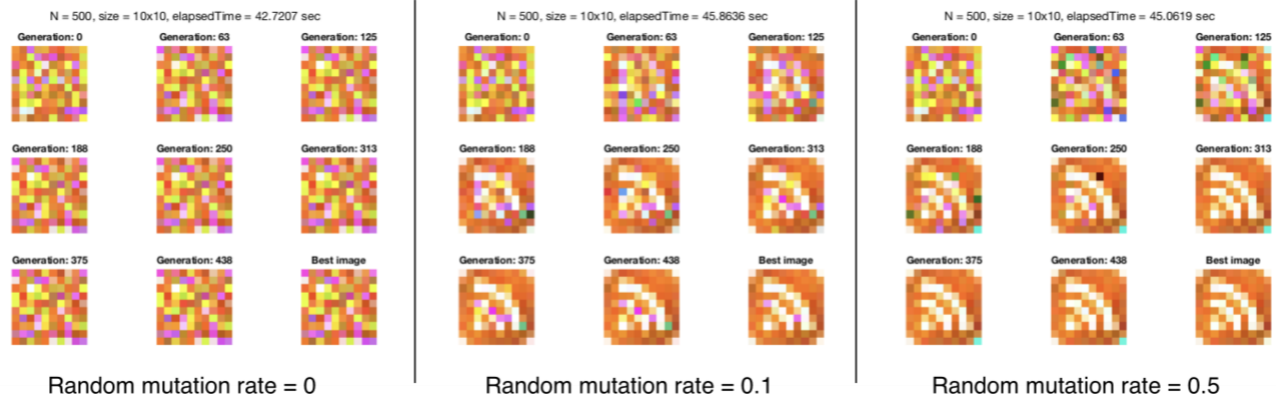 N = 500, size = 10x10, elapsedTime = 42.7207 sec
Generation: 0 Generation: 63 Generation: 125
Generation: 188 Generation: 250 Generation: 313
Generation: 375 Generation: 438 Best image
Random mutation rate = 0
N = 500, size = 10x10, elapsedTime = 45.8636 sec
Generation: 0 Generation: 63 Generation: 125
Generation: 188 Generation: 250 Generation: 313
Generation: 375 Generation: 438 Best image
Random mutation rate = 0.1
N = 500, size = 10x10, elapsedTime = 45.0619 sec
Generation: 0 Generation: 63 Generation: 125
Generation: 188 Generation: 250 Generation: 313
Generation: 375 Generation: 438 Best image
Random mutation rate = 0.5